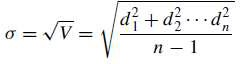 σ = √V = √((d₁² + d₂² ⋯ dₙ²) / (n − 1))